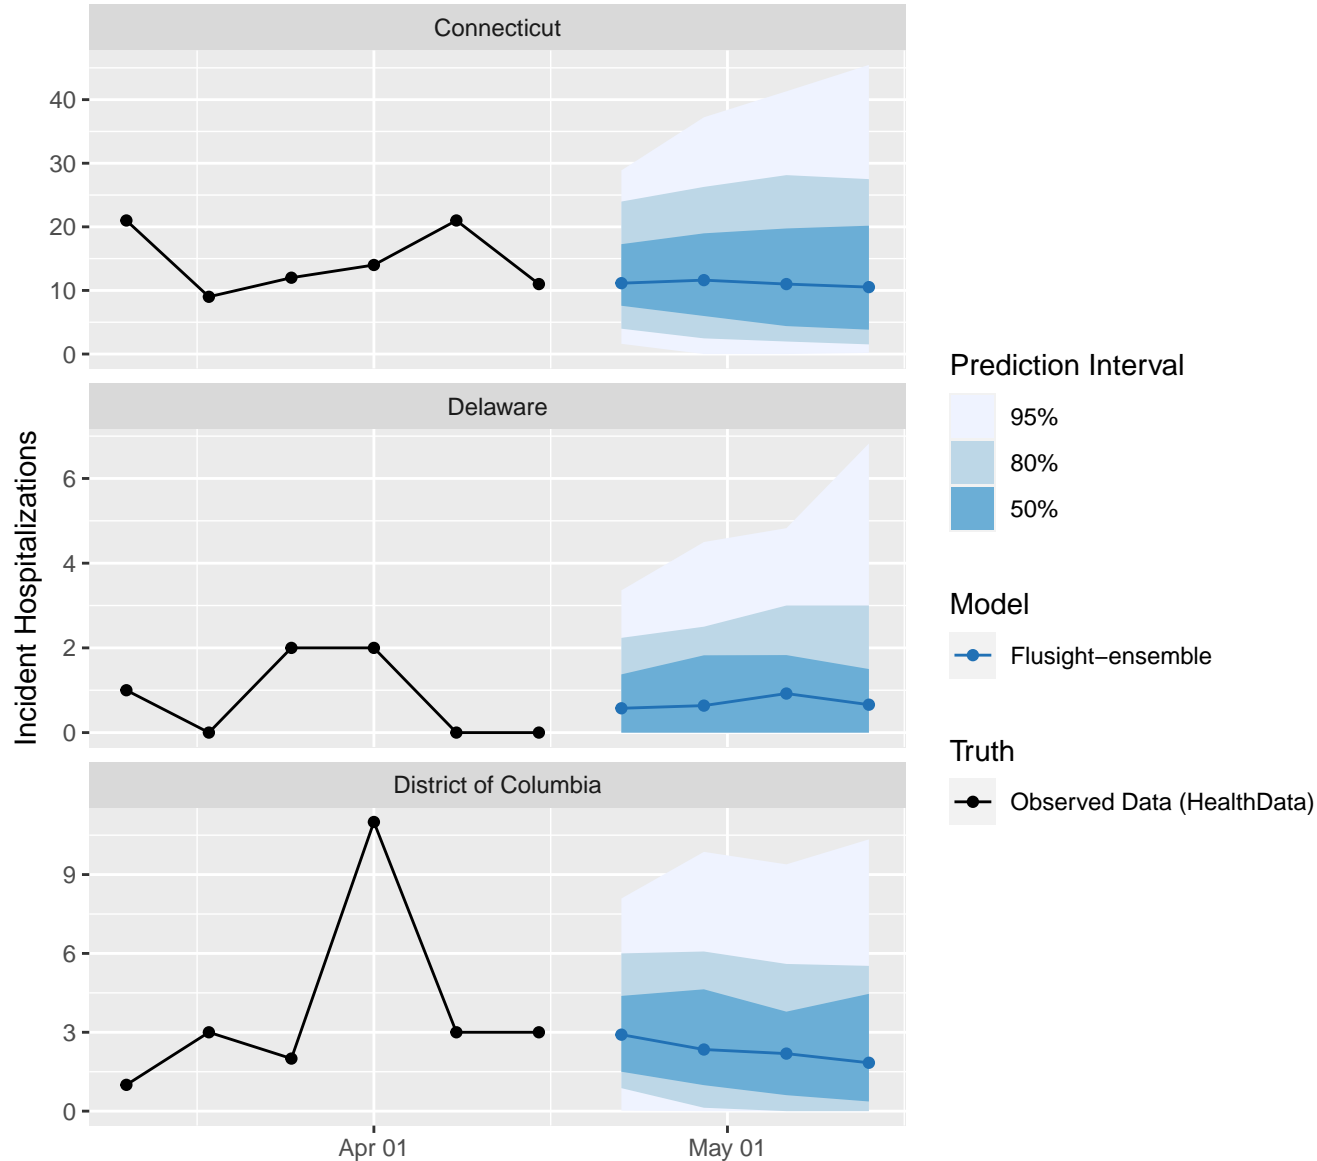 Connecticut
40
30
20
10
0
Delaware
6
4
2
0
District of Columbia
9
6
3
0
Apr 01
May 01
Incident Hospitalizations
Prediction Interval
95%
80%
50%
Model
Flusight−ensemble
Truth
Observed Data (HealthData)